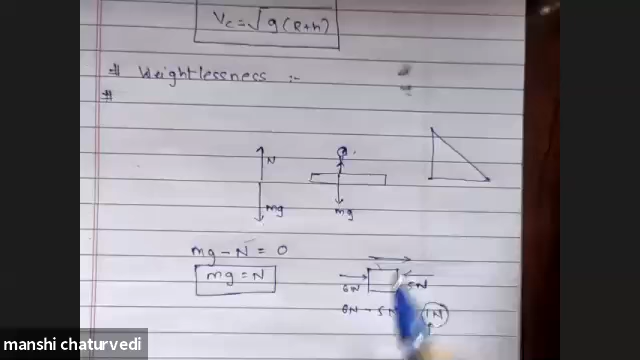 Vc = √g(R+h)
# Weightlessness :-
#
N
mg
mg
mg - N = 0
mg = N
6N
5N
6N - 5N
1N
manshi chaturvedi